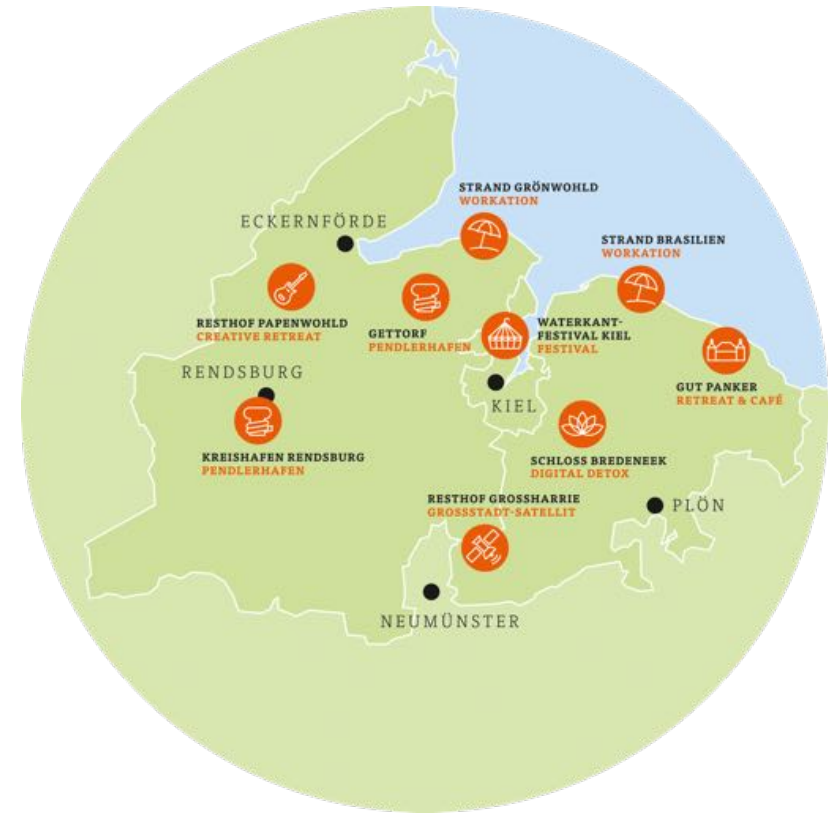 STRAND GRÖNWOHLD
WORKATION
ECKERNFÖRDE
STRAND BRASILIEN
WORKATION
RESTHOF PAPENWOHLD
CREATIVE RETREAT
GETTORF
PENDLERHAFEN
WATERKANT-
FESTIVAL KIEL
FESTIVAL
RENDSBURG
KIEL
GUT PANKER
RETREAT & CAFÉ
KREISHAFEN RENDSBURG
PENDLERHAFEN
SCHLOSS BREDENEEK
DIGITAL DETOX
RESTHOF GROSSHARRIE
GROSSSTADT-SATELLIT
PLÖN
NEUMÜNSTER